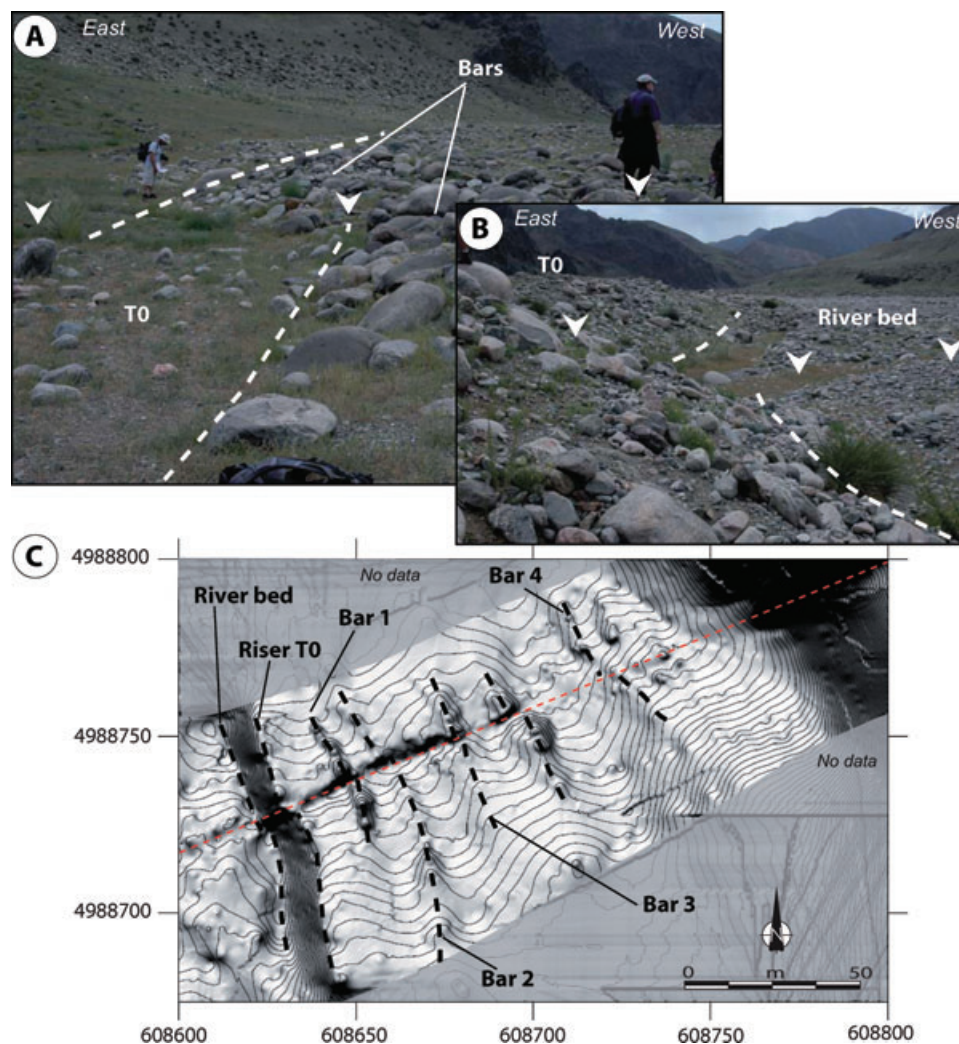 A
East
West
Bars
T0
B
East
West
T0
River bed
C
4988800
4988750
4988700
No data
Bar 4
River bed
Bar 1
Riser T0
No data
Bar 3
Bar 2
N
0 m 50
608600
608650
608700
608750
608800